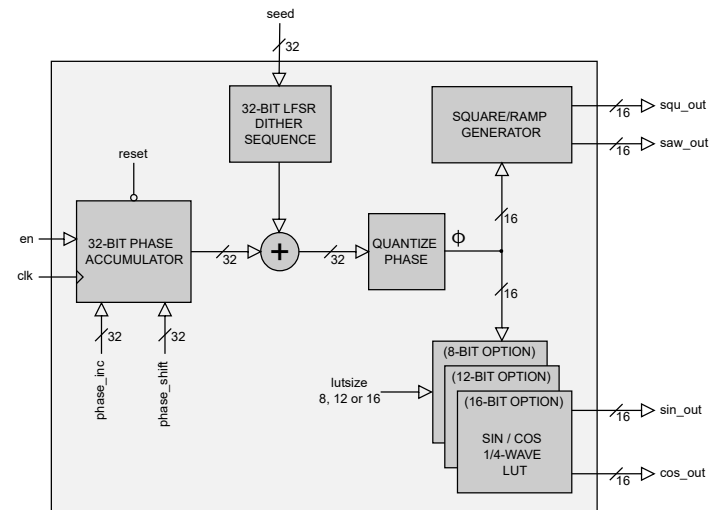 seed
32
32-BIT LFSR
DITHER
SEQUENCE
SQUARE/RAMP
GENERATOR
squ_out
16
saw_out
16
reset
en
clk
32-BIT PHASE
ACCUMULATOR
32
+
32
QUANTIZE
PHASE
Φ
16
16
32
32
phase_inc
phase_shift
lutsize
8, 12 or 16
(8-BIT OPTION)
(12-BIT OPTION)
(16-BIT OPTION)
SIN / COS
1/4-WAVE
LUT
sin_out
16
cos_out
16